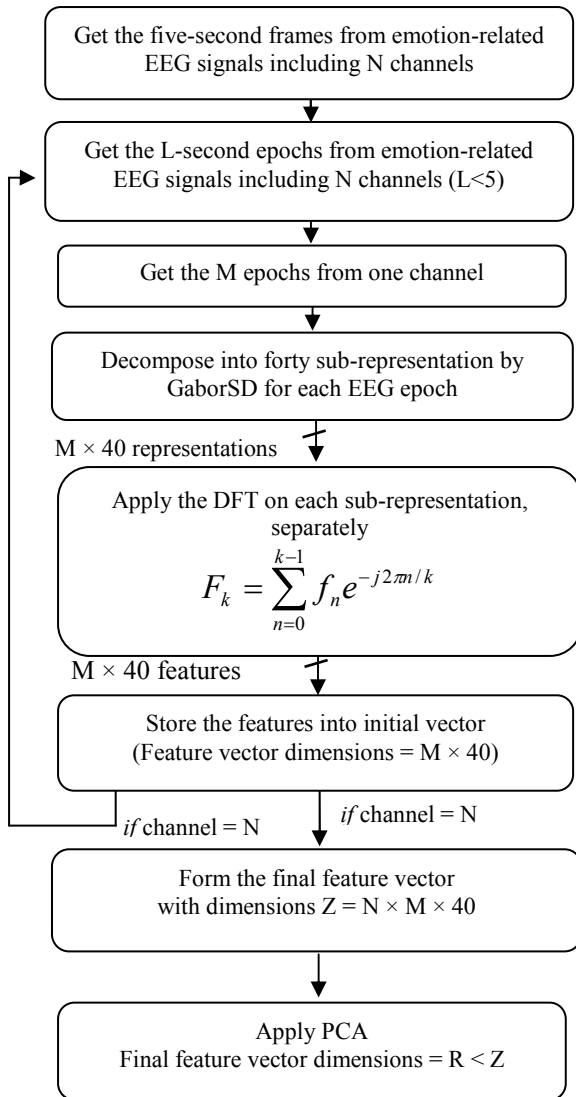 Get the five-second frames from emotion-related
EEG signals including N channels
Get the L-second epochs from emotion-related
EEG signals including N channels (L<5)
Get the M epochs from one channel
Decompose into forty sub-representation by
GaborSD for each EEG epoch
M × 40 representations
Apply the DFT on each sub-representation,
separately
F_k = \sum_{n=0}^{k-1} f_n e^{-j2πn/k}
M × 40 features
Store the features into initial vector
(Feature vector dimensions = M × 40)
if channel = N
if channel = N
Form the final feature vector
with dimensions Z = N × M × 40
Apply PCA
Final feature vector dimensions = R < Z